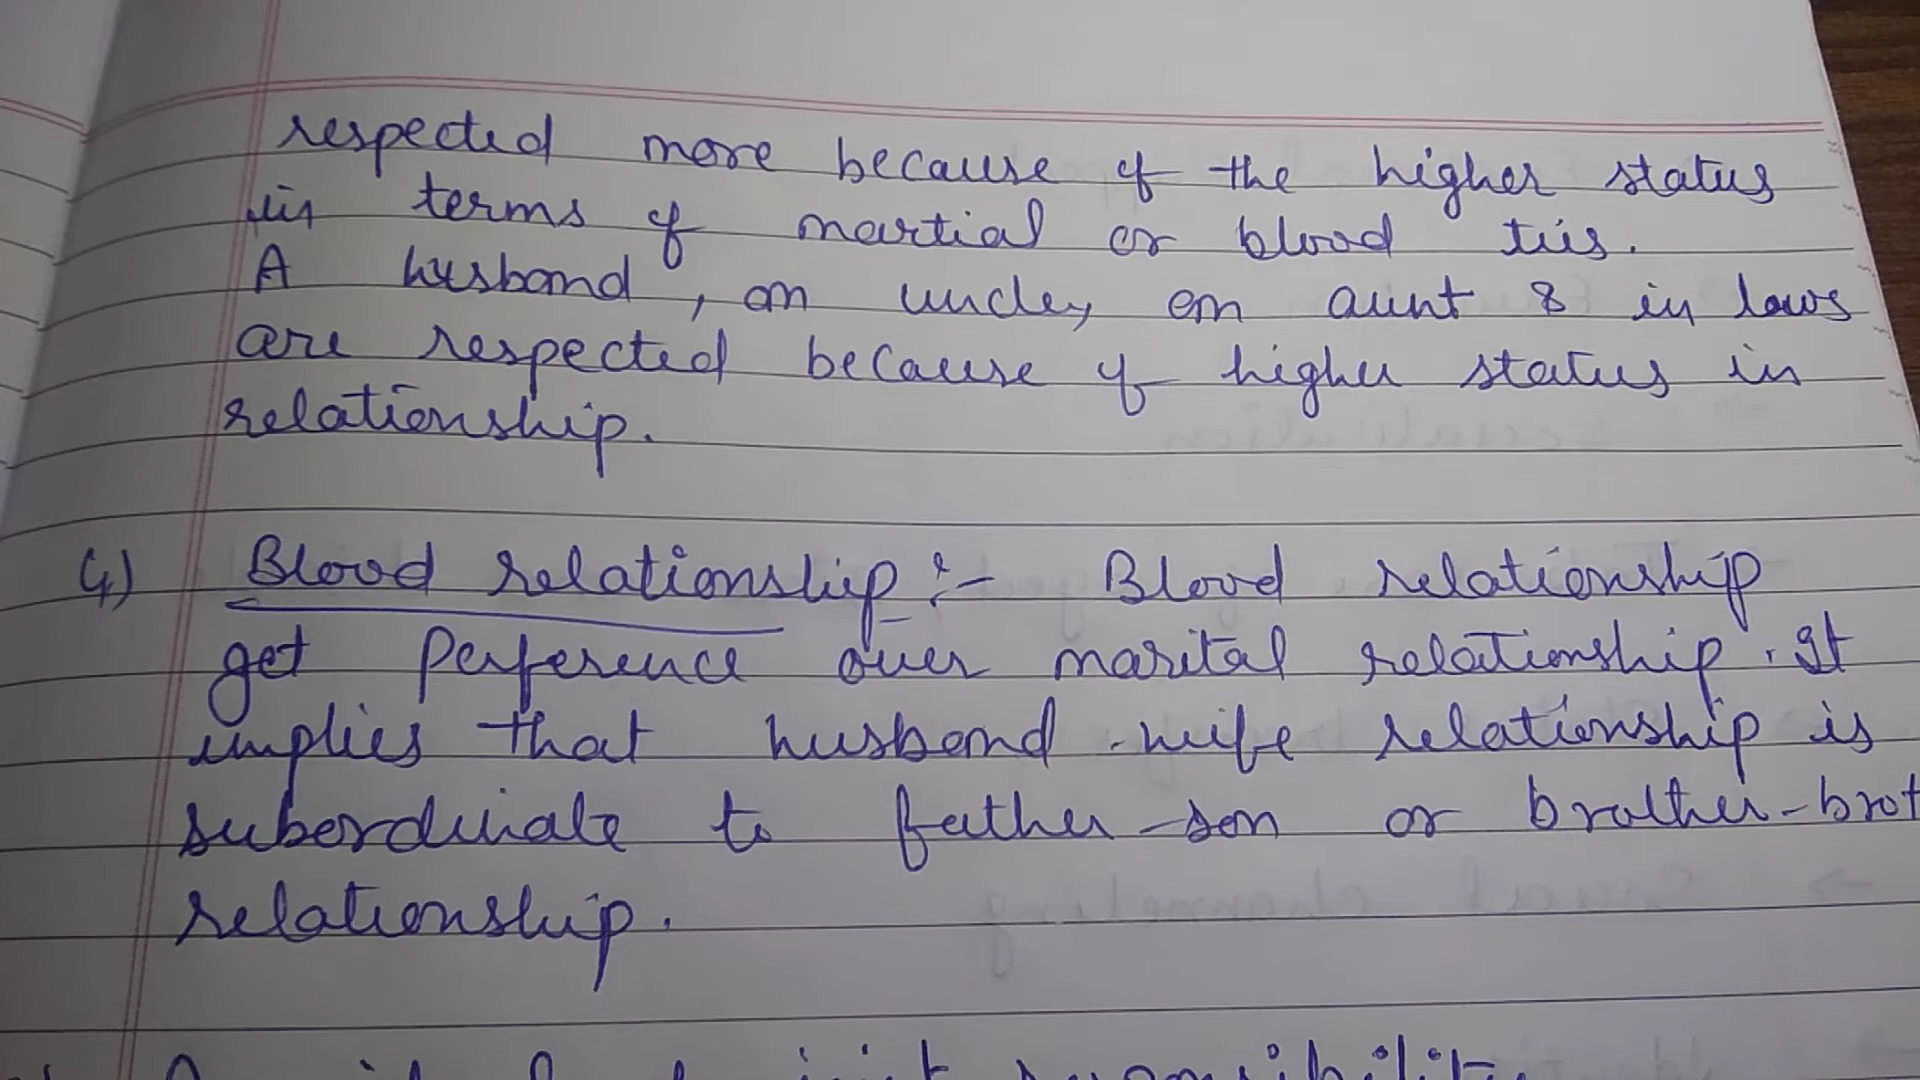 respected more because of the higher status
in terms of martial or blood ties.
A husband, an uncle, an aunt & in laws
are respected because of higher status in
relationship.
4) Blood relationship :- Blood relationship
get perference over marital relationship. It
implies that husband-wife relationship is
subordinate to father-son or brother-brot
relationship.